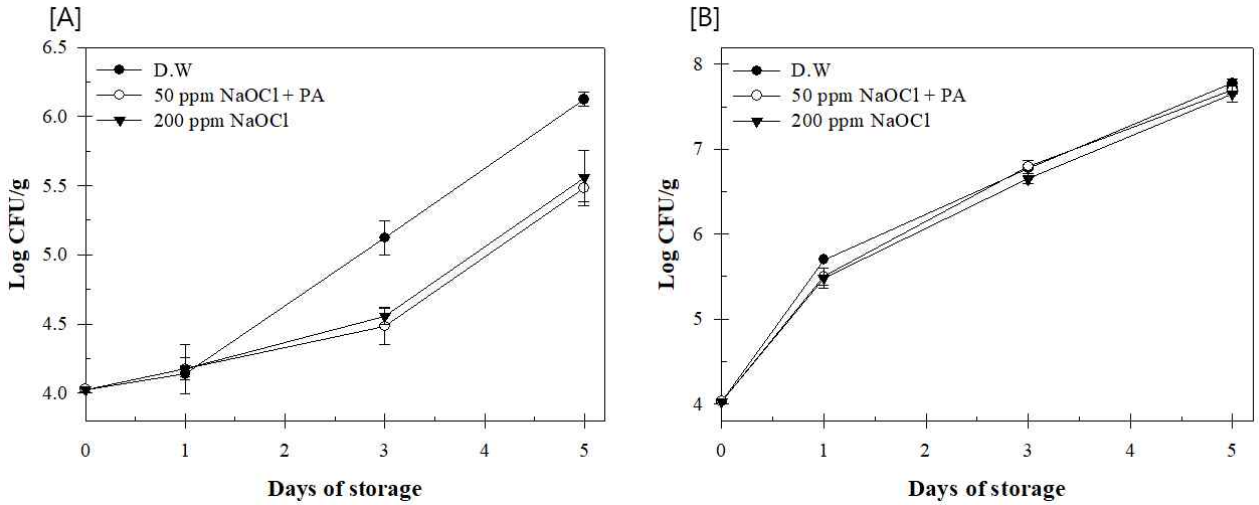 [A]
6.5
6.0
5.5
5.0
4.5
4.0
Log CFU/g
D.W
50 ppm NaOCl + PA
200 ppm NaOCl
0 1 2 3 4 5
Days of storage
[B]
8
7
6
5
4
Log CFU/g
D.W
50 ppm NaOCl + PA
200 ppm NaOCl
0 1 2 3 4 5
Days of storage